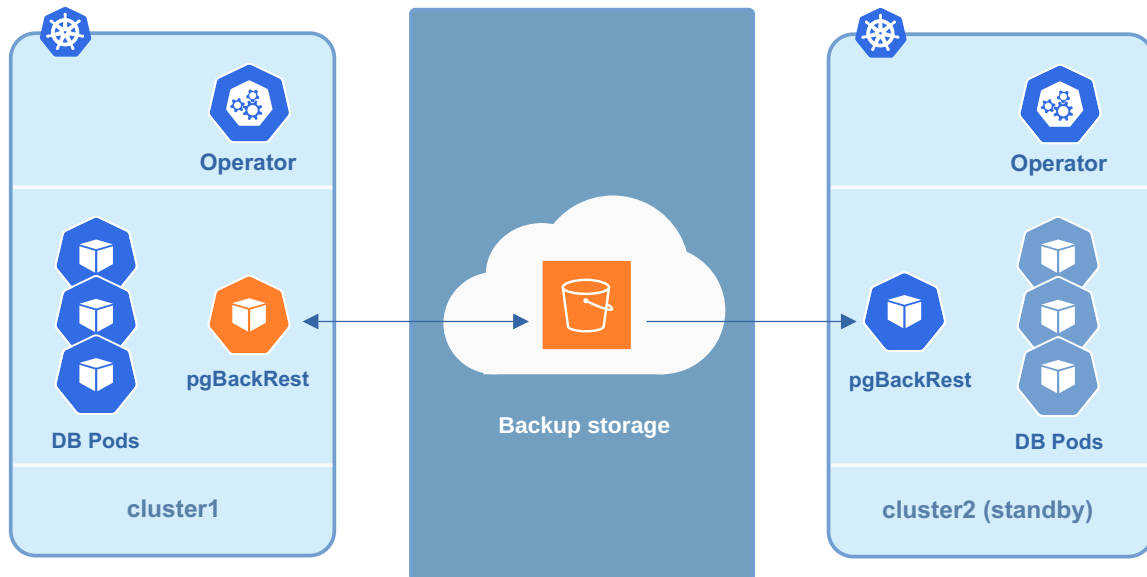 Operator
pgBackRest
DB Pods
cluster1
Backup storage
Operator
pgBackRest
DB Pods
cluster2 (standby)